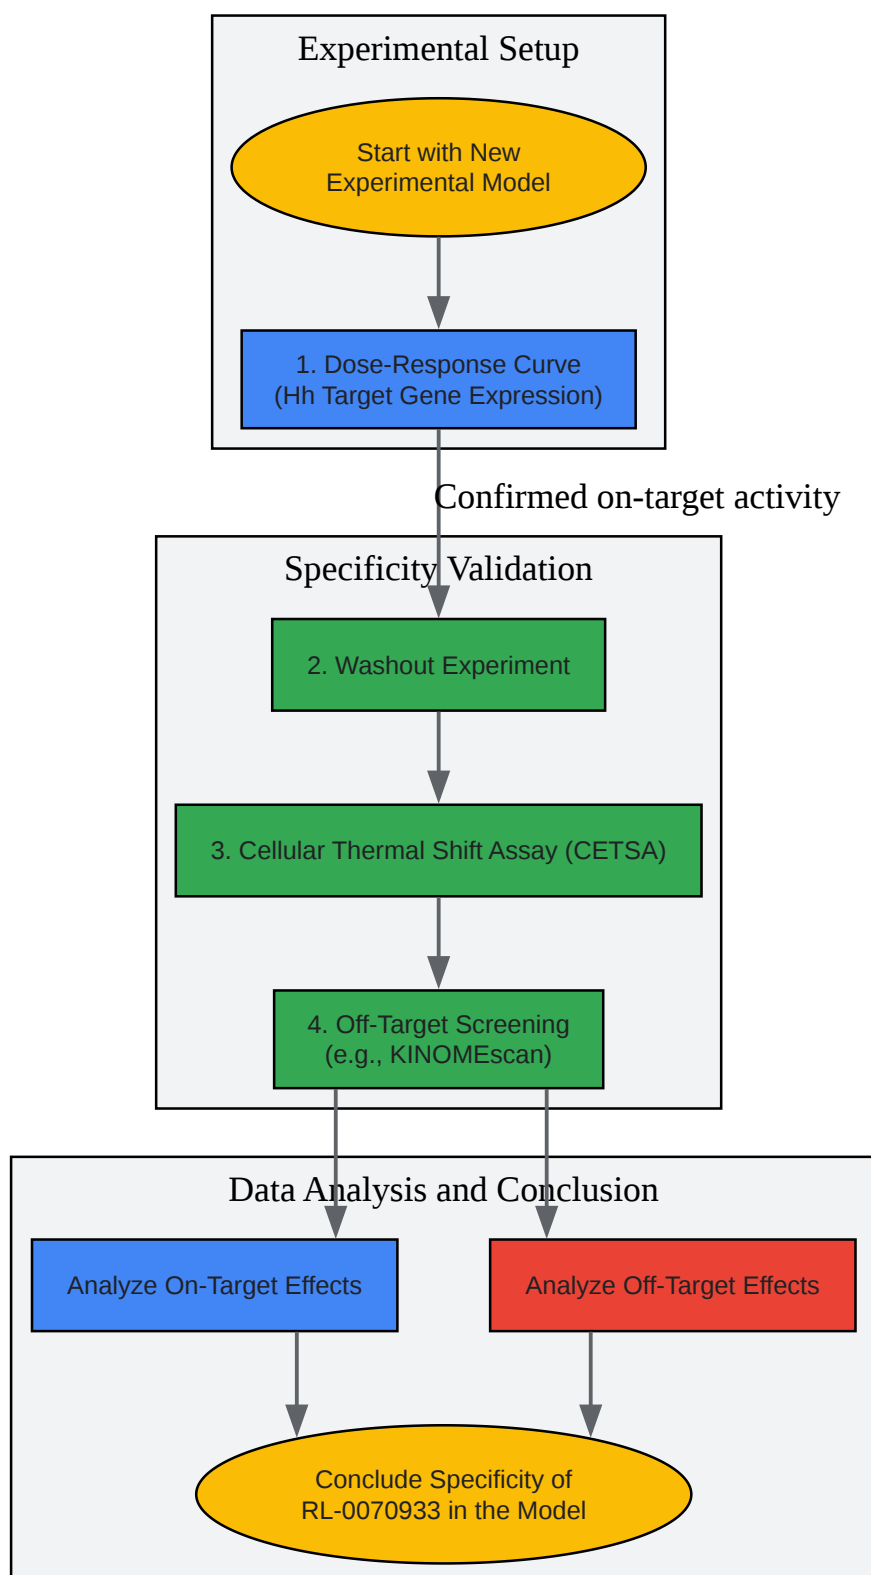 Experimental Setup
Start with New
Experimental Model
1. Dose-Response Curve
(Hh Target Gene Expression)
Confirmed on-target activity
Specificity Validation
2. Washout Experiment
3. Cellular Thermal Shift Assay (CETSA)
4. Off-Target Screening
(e.g., KINOMEscan)
Data Analysis and Conclusion
Analyze On-Target Effects
Analyze Off-Target Effects
Conclude Specificity of
RL-0070933 in the Model